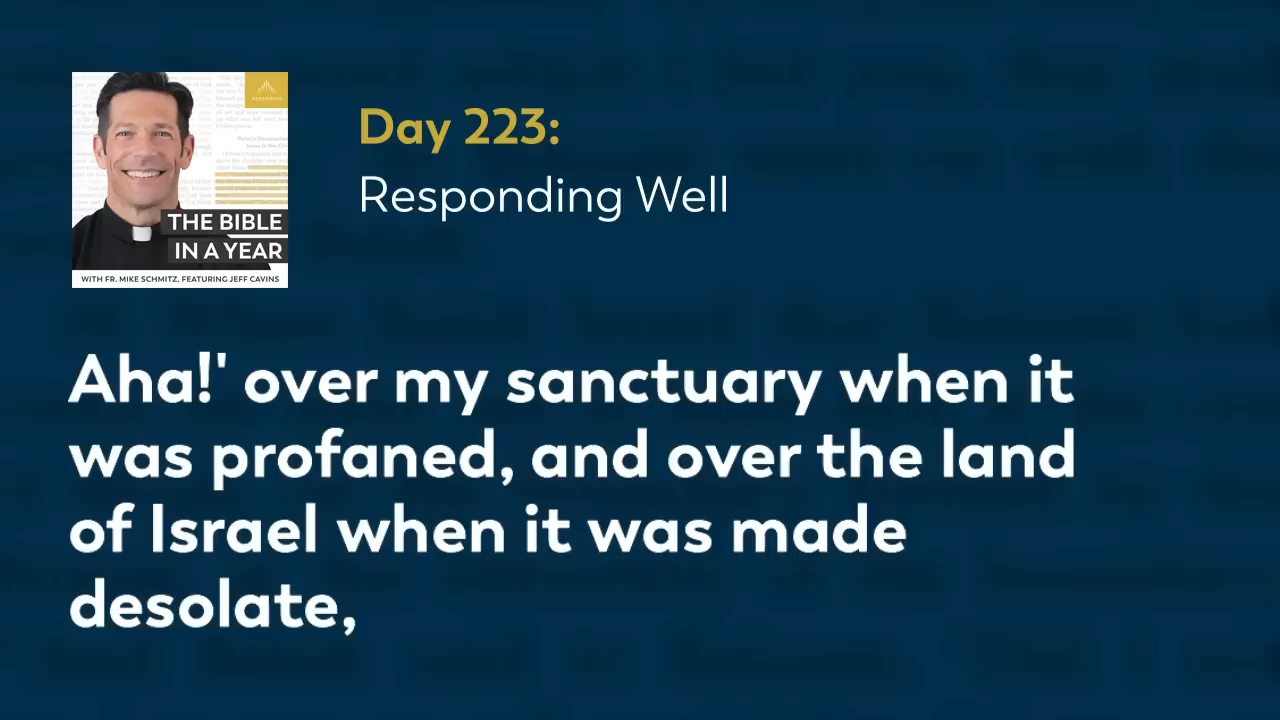 Day 223:
Responding Well
THE BIBLE
IN A YEAR
WITH FR. MIKE SCHMITZ, FEATURING JEFF CAVINS
Aha!' over my sanctuary when it
was profaned, and over the land
of Israel when it was made
desolate,